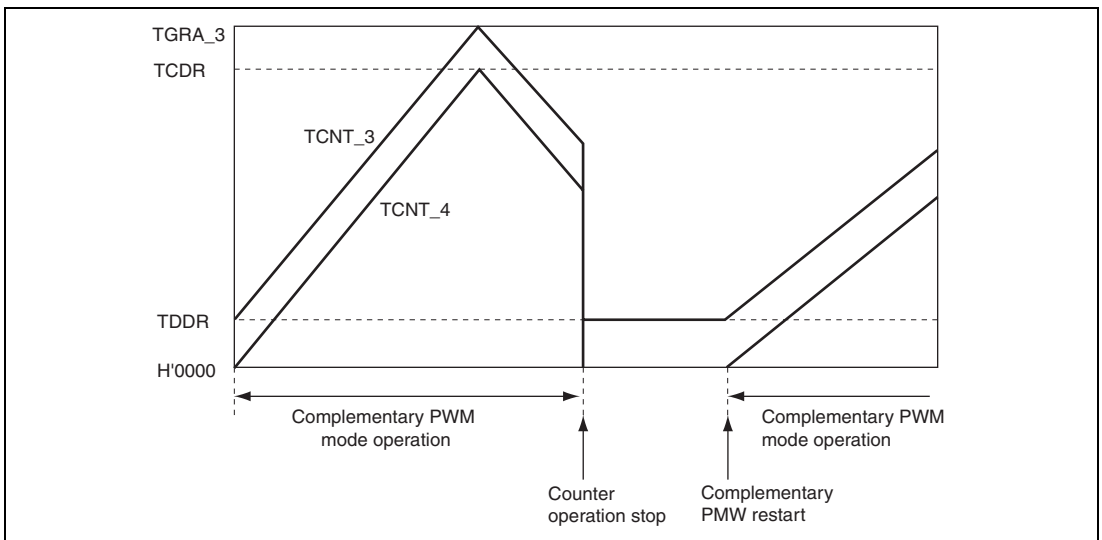 TGRA_3
TCDR
TCNT_3
TCNT_4
TDDR
H'0000
Complementary PWM
mode operation
Complementary PWM
mode operation
Counter
operation stop
Complementary
PMW restart